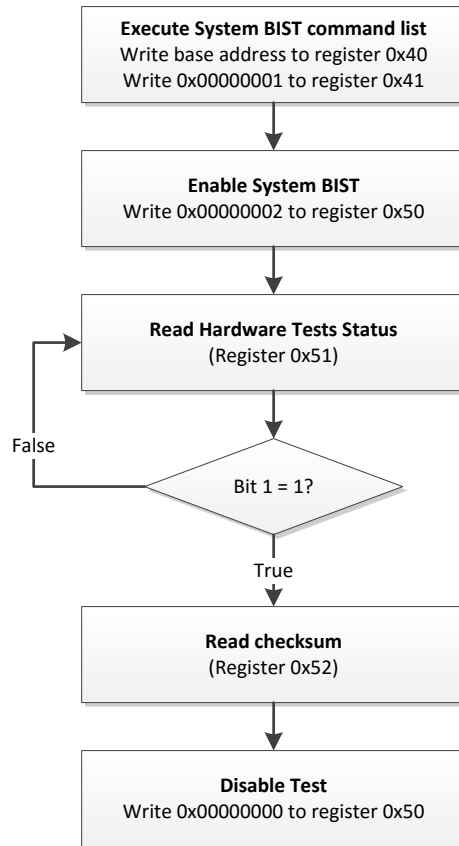 Execute System BIST command list
Write base address to register 0x40
Write 0x00000001 to register 0x41
Enable System BIST
Write 0x00000002 to register 0x50
Read Hardware Tests Status
(Register 0x51)
False
Bit 1 = 1?
True
Read checksum
(Register 0x52)
Disable Test
Write 0x00000000 to register 0x50